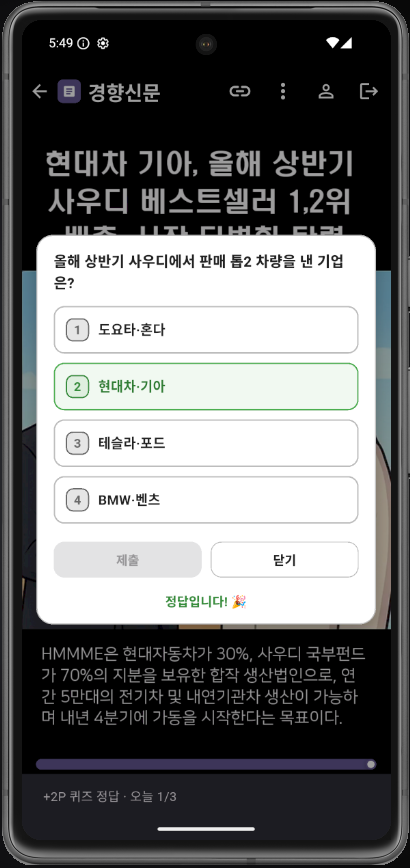 5:49
경향신문
현대차 기아, 올해 상반기
사우디 베스트셀러 1,2위
올해 상반기 사우디에서 판매 톱2 차량을 낸 기업
은?
1 도요타·혼다
2 현대차·기아
3 테슬라·포드
4 BMW·벤츠
제출 닫기
정답입니다! 🎉
HMMME은 현대자동차가 30%, 사우디 국부펀드
가 70%의 지분을 보유한 합작 생산법인으로, 연
간 5만대의 전기차 및 내연기관차 생산이 가능하
며 내년 4분기에 가동을 시작한다는 목표이다.
+2P 퀴즈 정답 · 오늘 1/3